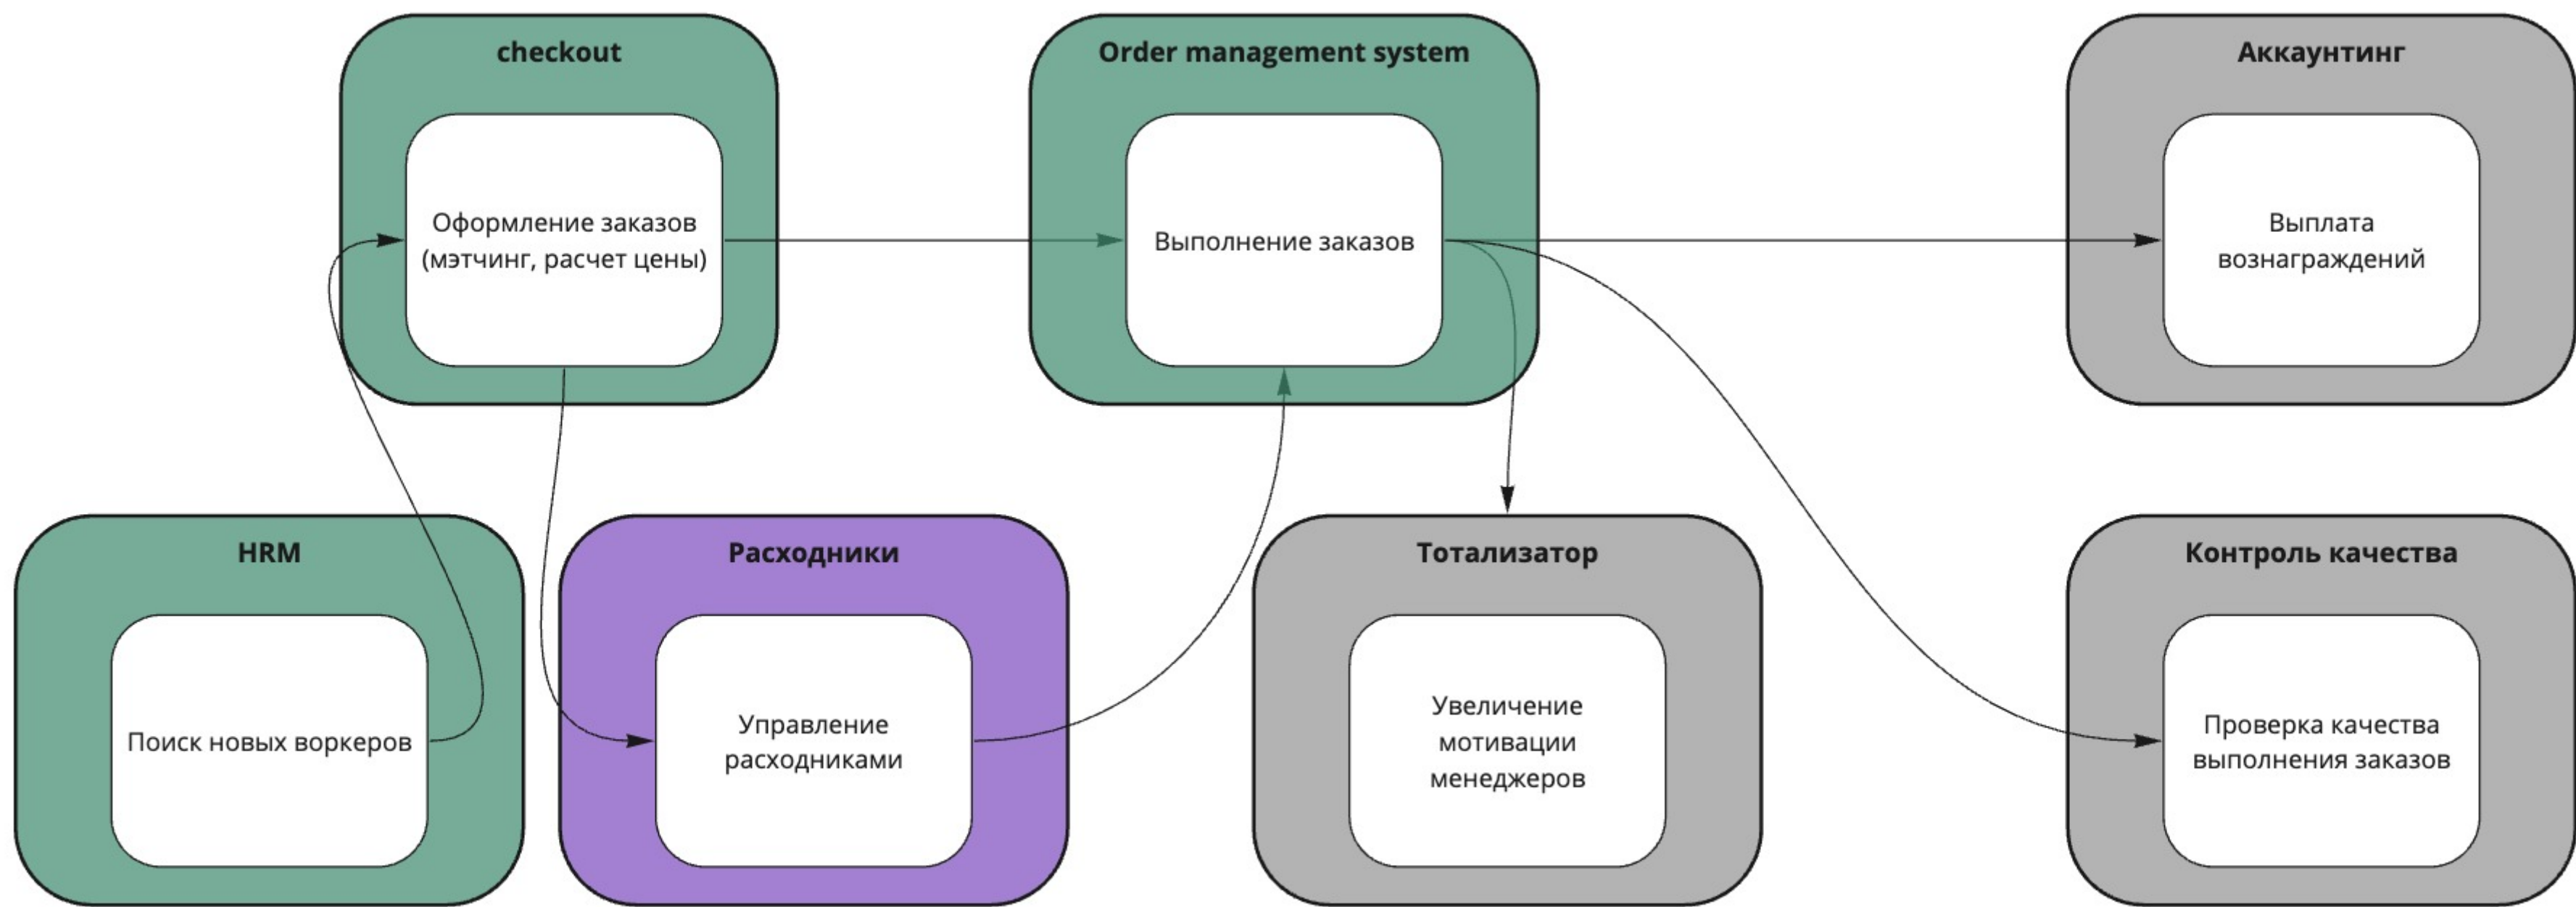 checkout
Оформление заказов
(мэтчинг, расчет цены)
Order management system
Выполнение заказов
Аккаунтинг
Выплата
вознаграждений
HRM
Поиск новых воркеров
Расходники
Управление
расходниками
Тотализатор
Увеличение
мотивации
менеджеров
Контроль качества
Проверка качества
выполнения заказов